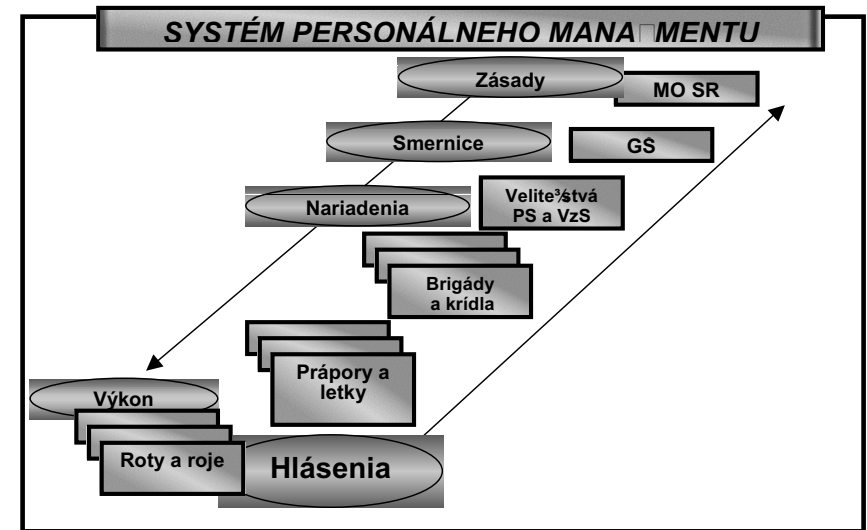 SYSTÉM PERSONÁLNEHO MANA□MENTU
Zásady
MO SR
Smernice
GŠ
Nariadenia
Velite¾stvá
PS a VzS
Brigády
a krídla
Prápory a
letky
Výkon
Roty a roje
Hlásenia